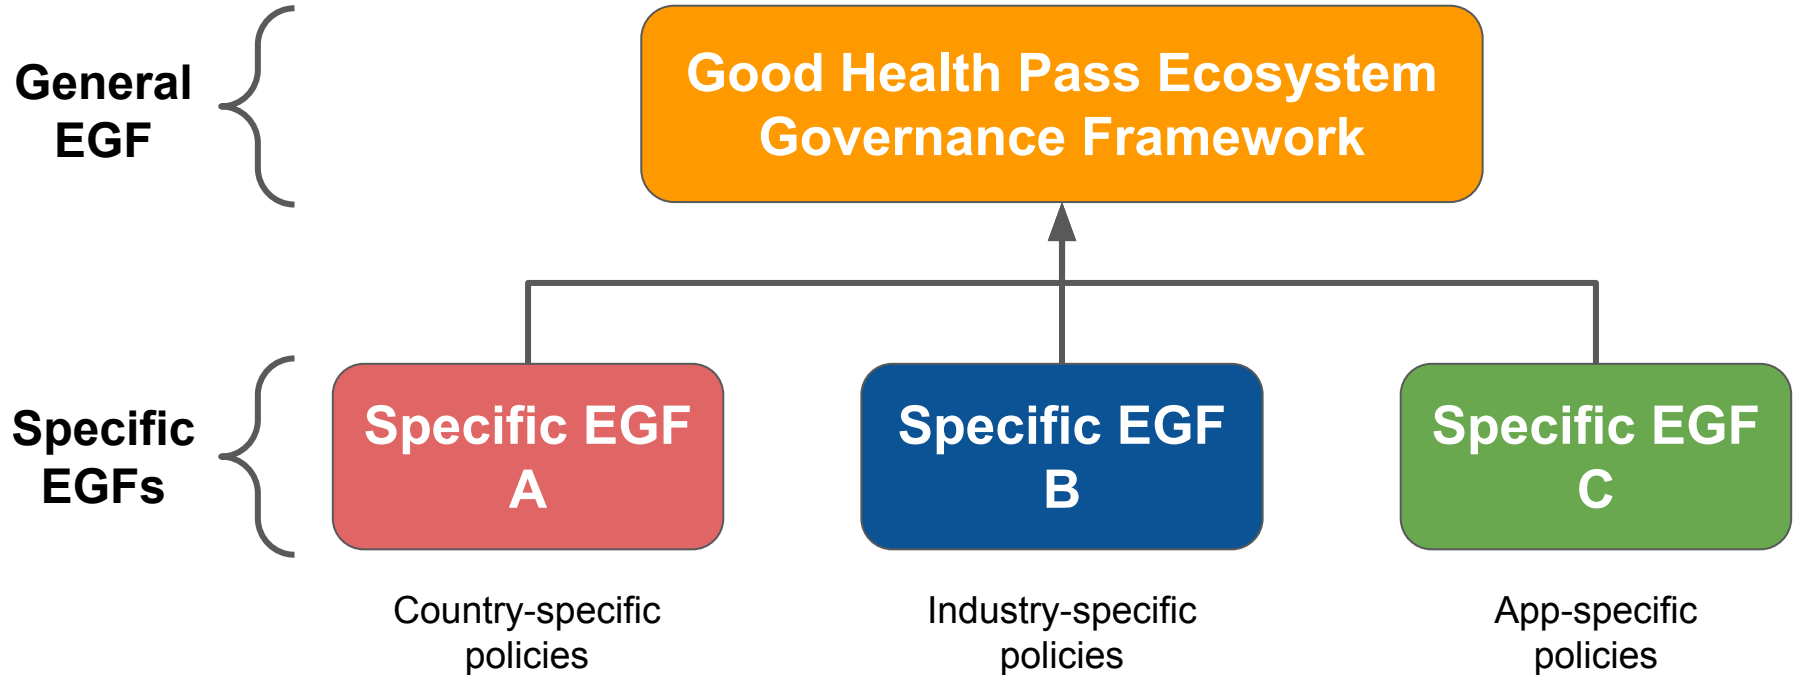 General
EGF
Good Health Pass Ecosystem
Governance Framework
Specific
EGFs
Specific EGF
A
Specific EGF
B
Specific EGF
C
Country-specific
policies
Industry-specific
policies
App-specific
policies